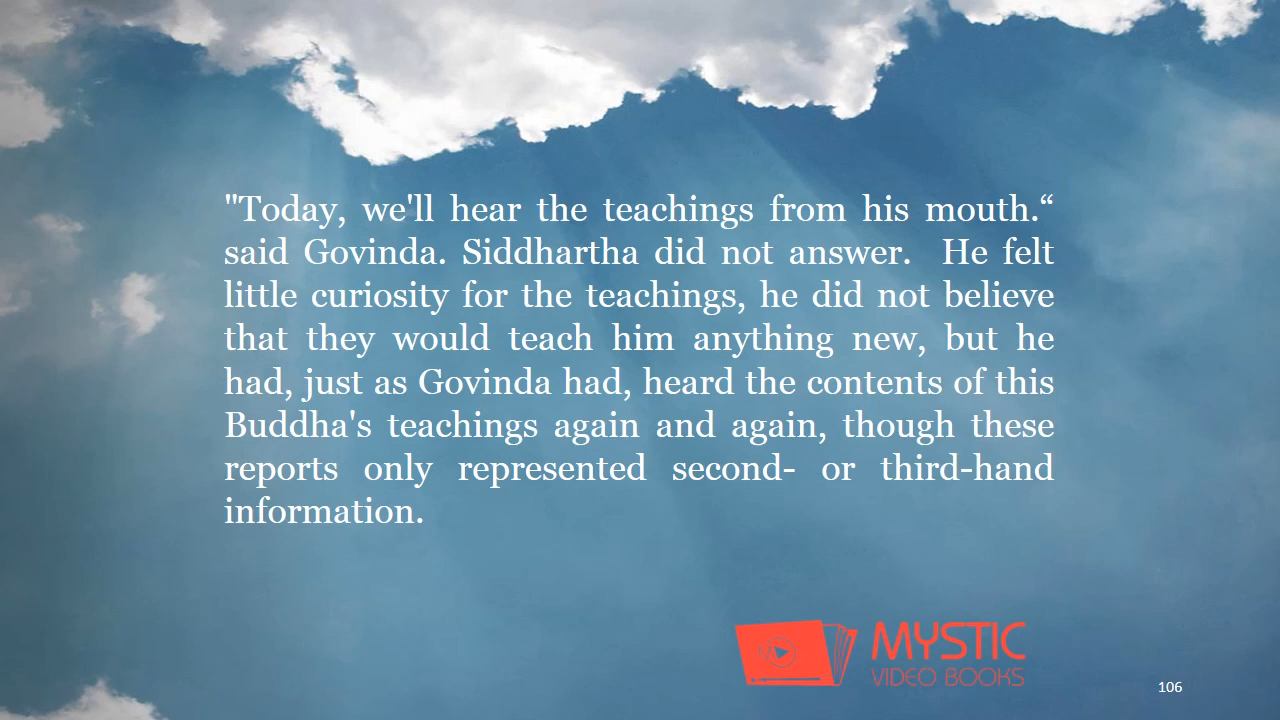 "Today, we'll hear the teachings from his mouth.“
said Govinda. Siddhartha did not answer.  He felt
little curiosity for the teachings, he did not believe
that they would teach him anything new, but he
had, just as Govinda had, heard the contents of this
Buddha's teachings again and again, though these
reports only represented second- or third-hand
information.
MYSTIC
VIDEO BOOKS
106